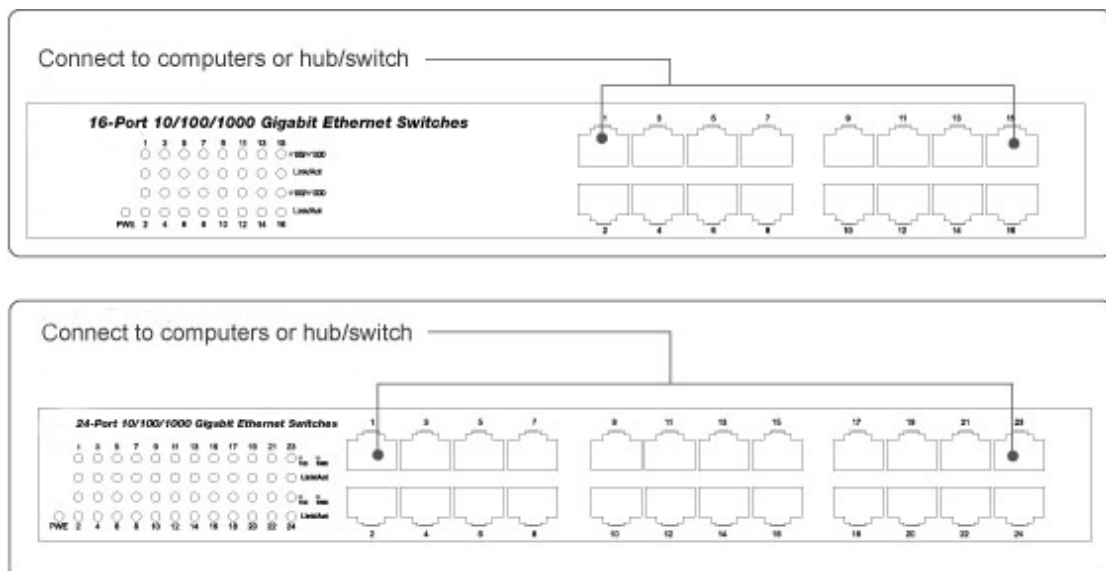 Connect to computers or hub/switch
16-Port 10/100/1000 Gigabit Ethernet Switches
1 3 5 7 9 11 13 15
Link/Act
Link/Act
PWE 2 4 6 8 10 12 14 16
1 3 5 7 9 11 13 15
2 4 6 8 10 12 14 16
Connect to computers or hub/switch
24-Port 10/100/1000 Gigabit Ethernet Switches
1 3 5 7 9 11 13 15 17 19 21 23
Link/Act
Link/Act
PWE 2 4 6 8 10 12 14 16 18 20 22 24
1 3 5 7 9 11 13 15 17 19 21 23
2 4 6 8 10 12 14 16 18 20 22 24